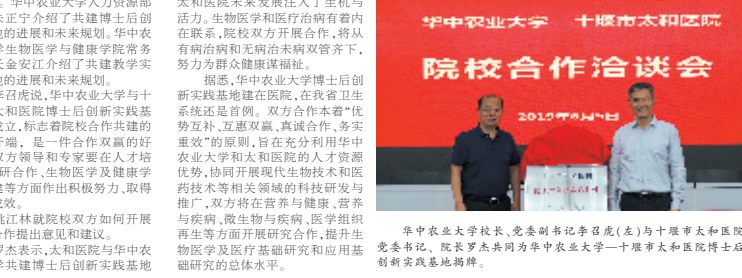 华中农业大学人力资源部
正宁介绍了共建博士后创
的进展和未来规划。华中农
生物医学与健康学院常务
金安江介绍了共建教学实
的进展和未来规划。
李召虎说,华中农业大学与十
太和医院博士后创新实践基
成立,标志着院校合作共建的
开端,是一件合作双赢的好
双方领导和专家要在人才培
研合作、生物医学及健康学
等方面作出积极努力,取得
成效。
姚江林就院校双方如何开展
合作提出意见和建议。
罗杰表示,太和医院与华中农
学共建博士后创新实践基地
太和医院未来发展注入了生机与
活力。生物医学和医疗治病有着内
在联系,院校双方开展合作,将从
有病治病和无病治未病双管齐下,
努力为群众健康谋福祉。
据悉,华中农业大学博士后创
新实践基地建在医院,在我省卫生
系统还是首例。双方合作本着“优
势互补、互惠双赢、真诚合作、务实
重效”的原则,旨在充分利用华中
农业大学和太和医院的人才资源
优势,协同开展现代生物技术和医
药技术等相关领域的科技研发与
推广,双方将在营养与健康、营养
与疾病、微生物与疾病、医学组织
再生等方面开展研究合作,提升生
物医学及医疗基础研究和应用基
础研究的总体水平。
华中农业大学 十堰市太和医院
院校合作洽谈会
华中农业大学校长、党委副书记李召虎(左)与十堰市太和医院
党委书记、院长罗杰共同为华中农业大学—十堰市太和医院博士后
创新实践基地揭牌。